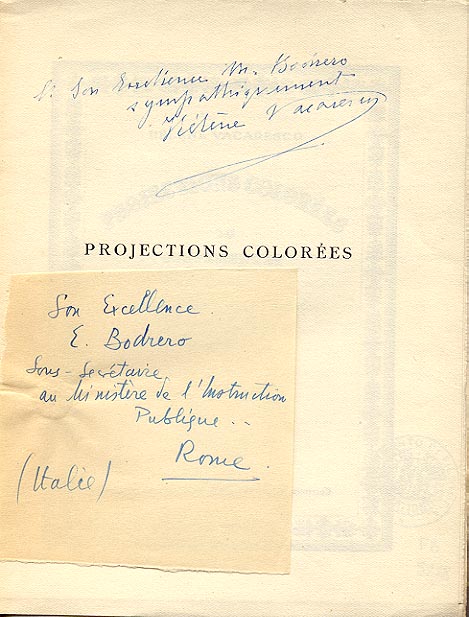 à Son Excellence M. Bodrero
sympathiquement
Hélène Vacaresco
PROJECTIONS COLORÉES
Son Excellence.
E. Bodrero
Sous-Secrétaire
au Ministère de l'Instruction
Publique..
Rome.
(Italie)